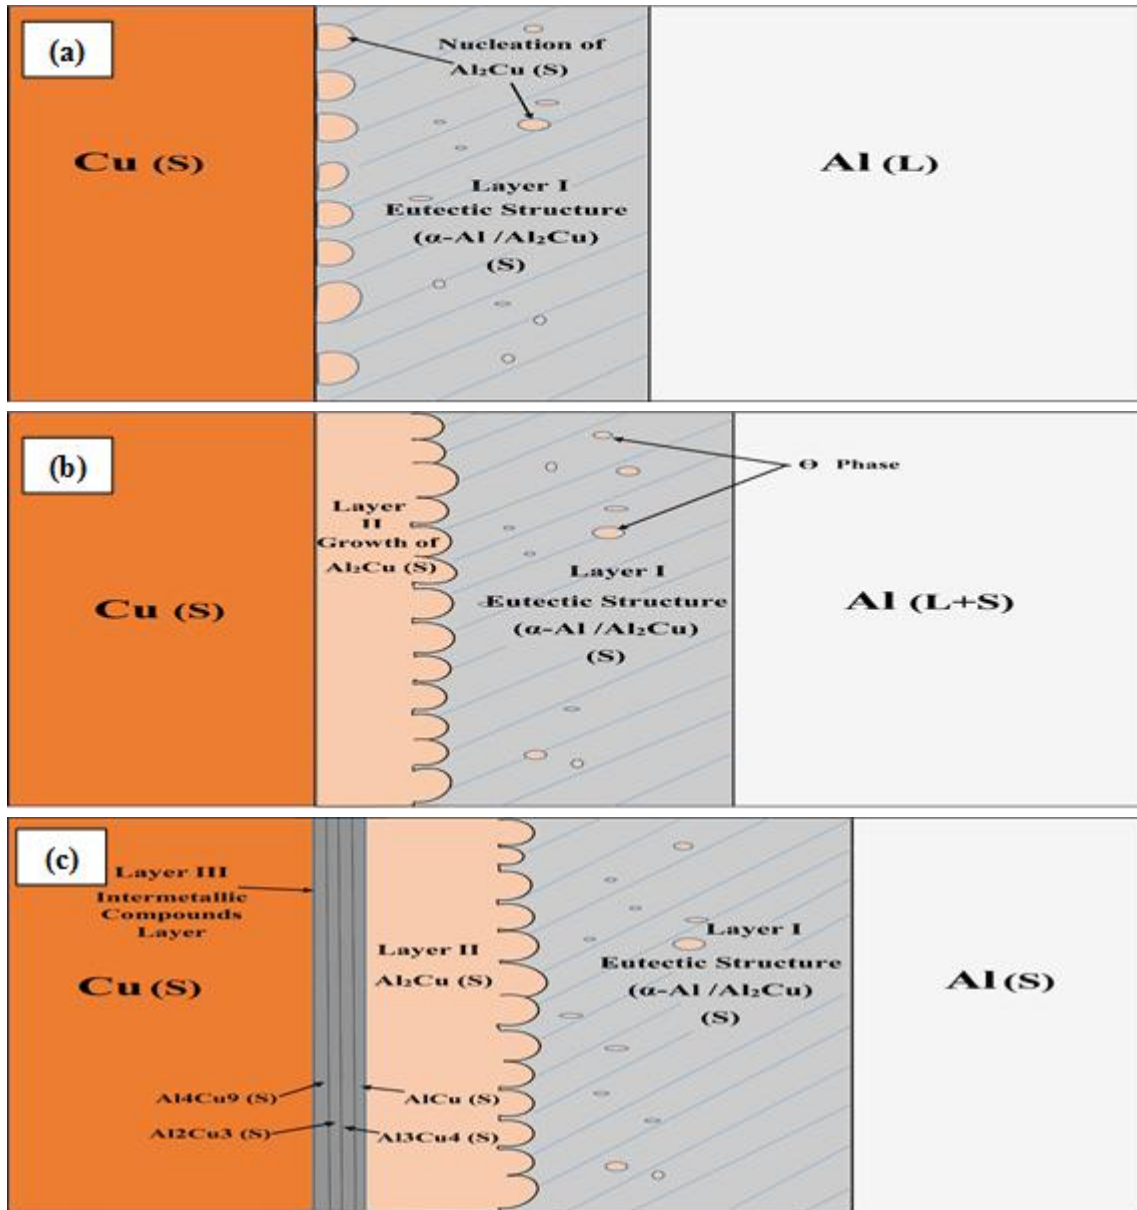 (a)
Nucleation of
Al₂Cu (S)
Cu (S)
Layer I
Eutectic Structure
(α-Al /Al₂Cu)
(S)
Al (L)
(b)
Θ Phase
Layer
II
Growth of
Al₂Cu (S)
Cu (S)
Layer I
Eutectic Structure
(α-Al /Al₂Cu)
(S)
Al (L+S)
(c)
Layer III
Intermetallic
Compounds
Layer
Cu (S)
Layer II
Al₂Cu (S)
Layer I
Eutectic Structure
(α-Al /Al₂Cu)
(S)
Al (S)
Al4Cu9 (S)
AlCu (S)
Al2Cu3 (S)
Al3Cu4 (S)